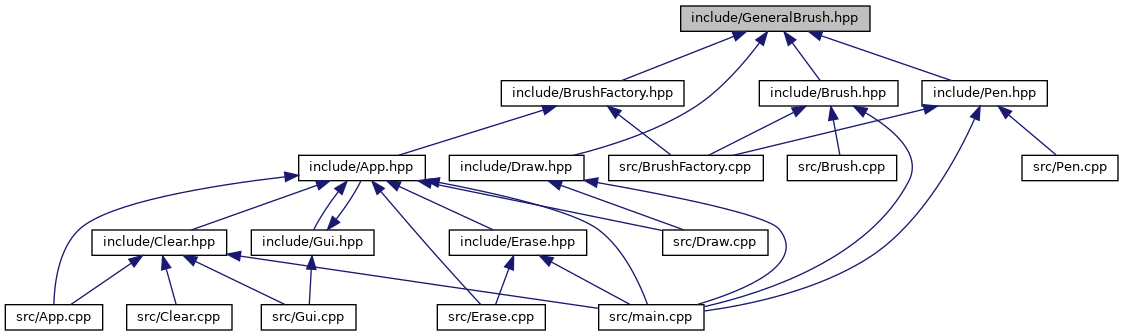 include/GeneralBrush.hpp
include/BrushFactory.hpp
include/Brush.hpp
include/Pen.hpp
include/App.hpp
include/Draw.hpp
src/BrushFactory.cpp
src/Brush.cpp
src/Pen.cpp
include/Clear.hpp
include/Gui.hpp
include/Erase.hpp
src/Draw.cpp
src/App.cpp
src/Clear.cpp
src/Gui.cpp
src/Erase.cpp
src/main.cpp